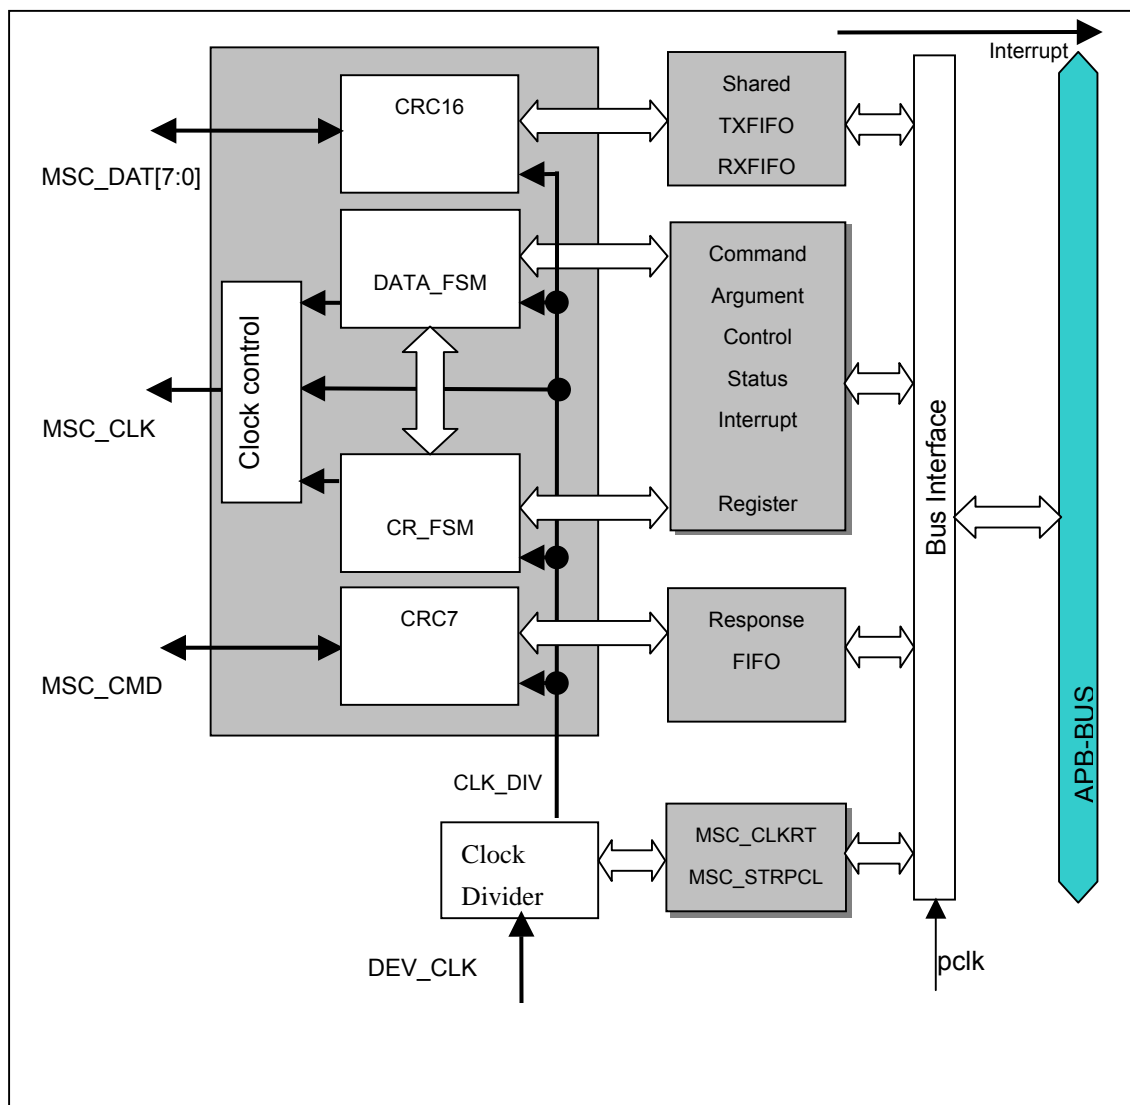 Interrupt
CRC16
Shared
TXFIFO
RXFIFO
MSC_DAT[7:0]
DATA_FSM
Command
Argument
Control
Status
Interrupt
Register
Clock control
MSC_CLK
CR_FSM
Bus Interface
CRC7
Response
FIFO
MSC_CMD
APB-BUS
CLK_DIV
Clock
Divider
MSC_CLKRT
MSC_STRPCL
DEV_CLK
pclk